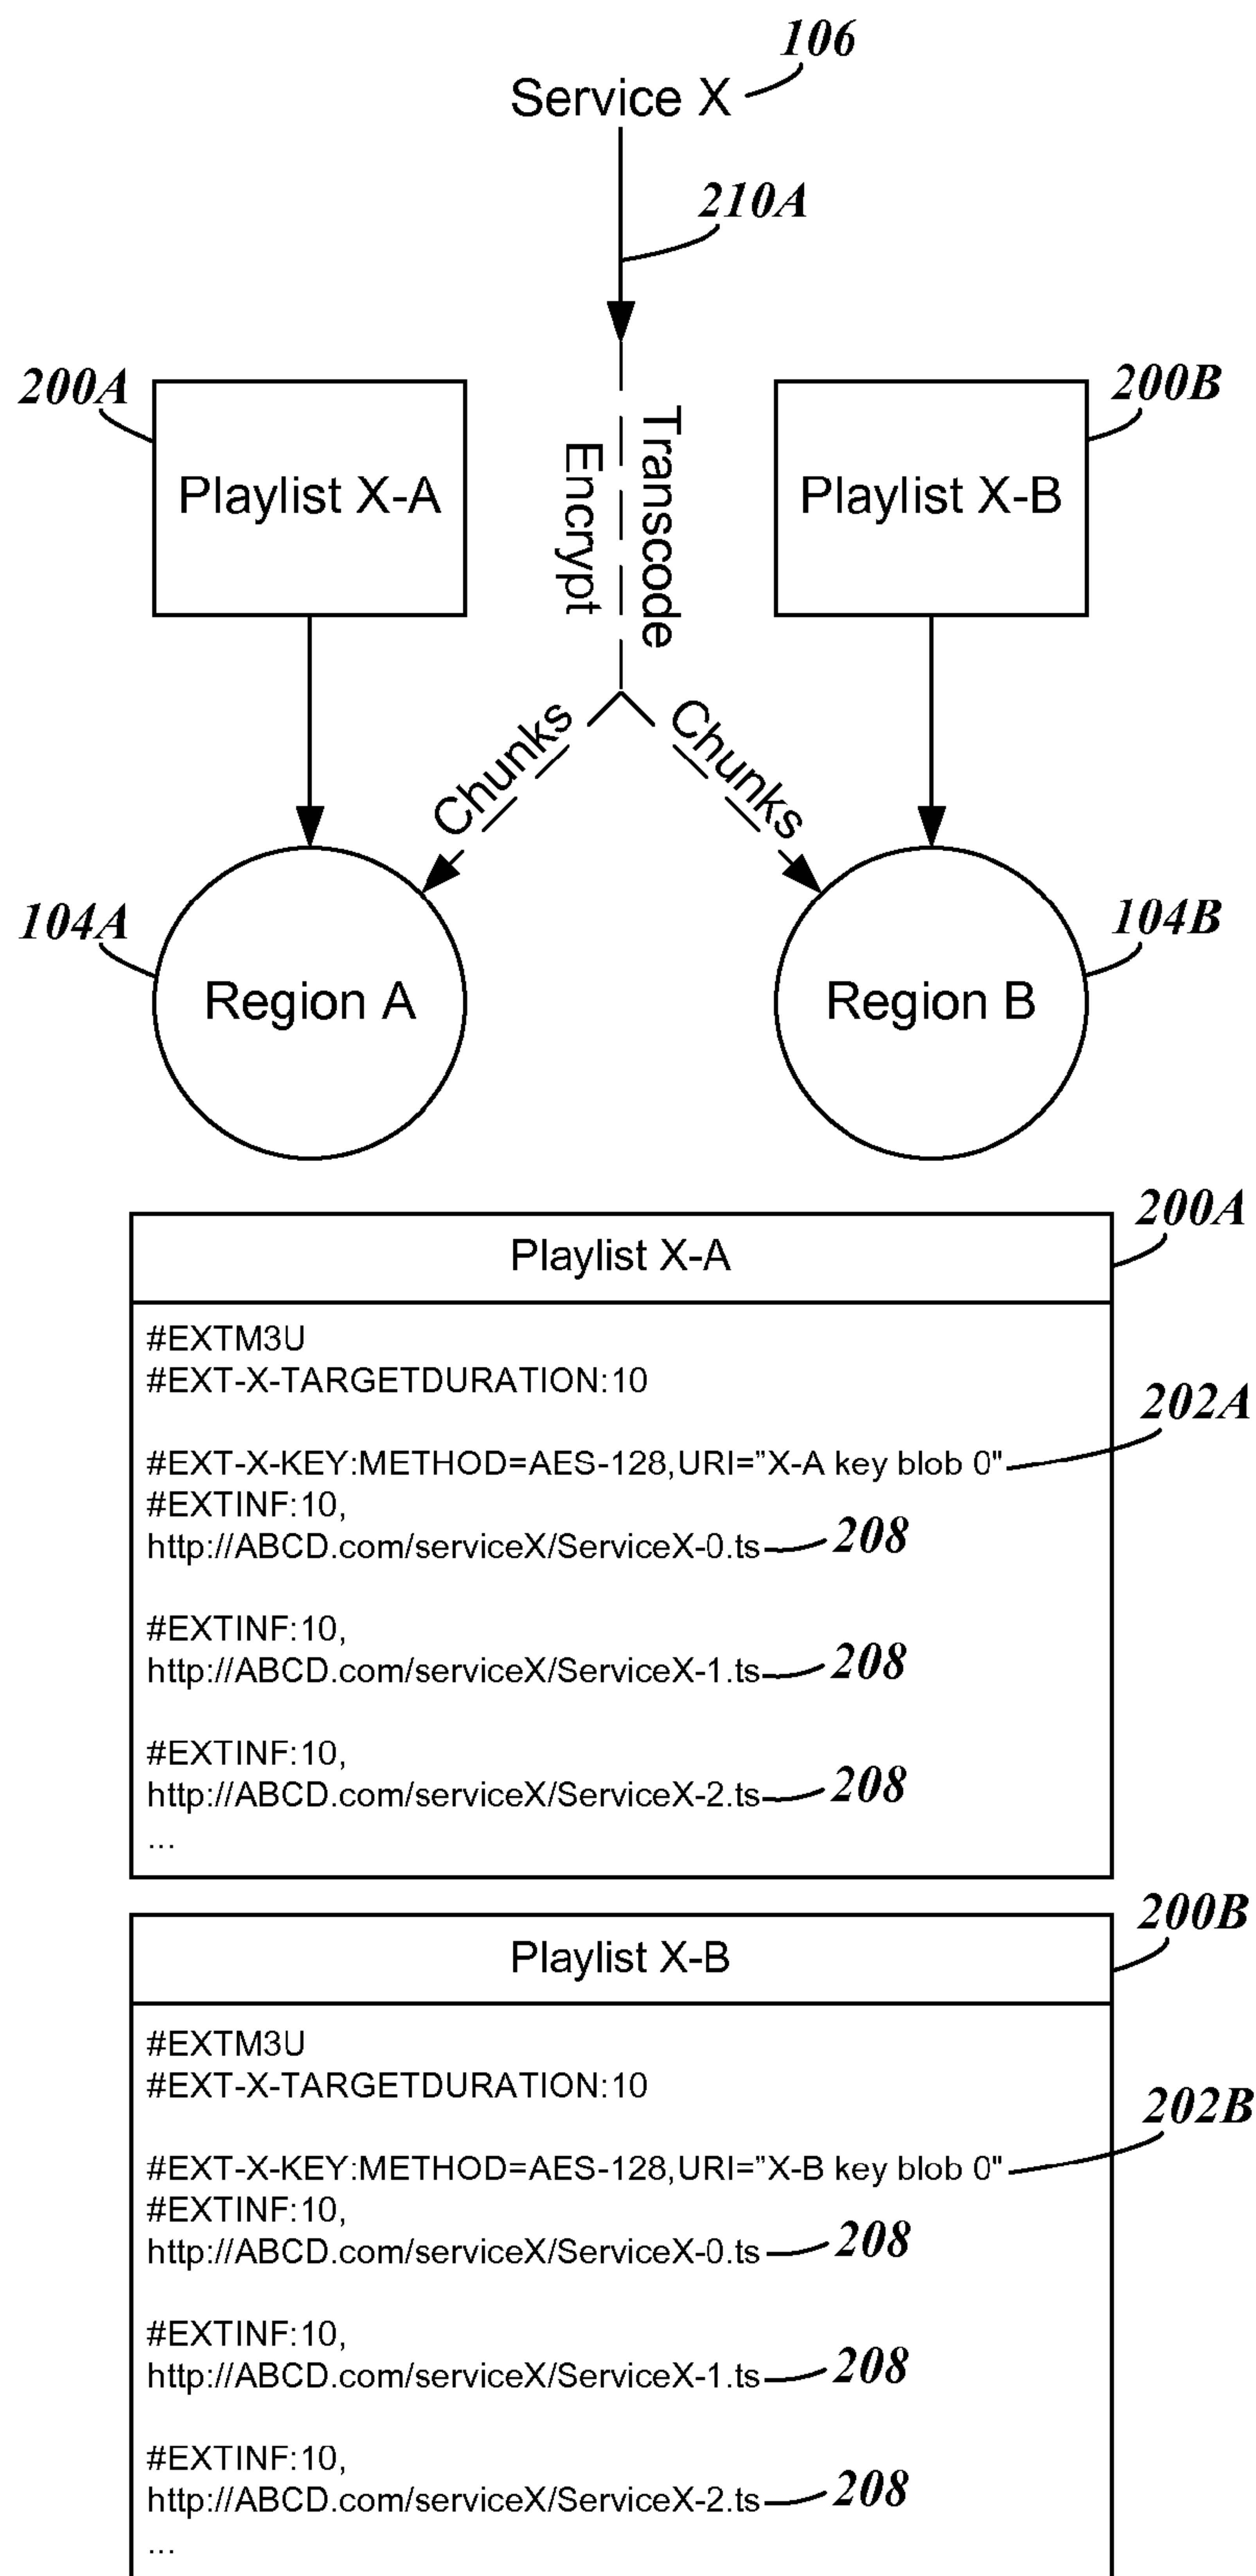 106
Service X
210A
200A
200B
Transcode
Encrypt
Playlist X-A
Playlist X-B
Chunks
Chunks
104A
104B
Region A
Region B
200A
Playlist X-A
#EXTM3U
#EXT-X-TARGETDURATION:10
202A
#EXT-X-KEY:METHOD=AES-128,URI=”X-A key blob 0"
#EXTINF:10,
http://ABCD.com/serviceX/ServiceX-0.ts 208
#EXTINF:10,
http://ABCD.com/serviceX/ServiceX-1.ts 208
#EXTINF:10,
http://ABCD.com/serviceX/ServiceX-2.ts 208
...
200B
Playlist X-B
#EXTM3U
#EXT-X-TARGETDURATION:10
202B
#EXT-X-KEY:METHOD=AES-128,URI=”X-B key blob 0"
#EXTINF:10,
http://ABCD.com/serviceX/ServiceX-0.ts 208
#EXTINF:10,
http://ABCD.com/serviceX/ServiceX-1.ts 208
#EXTINF:10,
http://ABCD.com/serviceX/ServiceX-2.ts 208
...